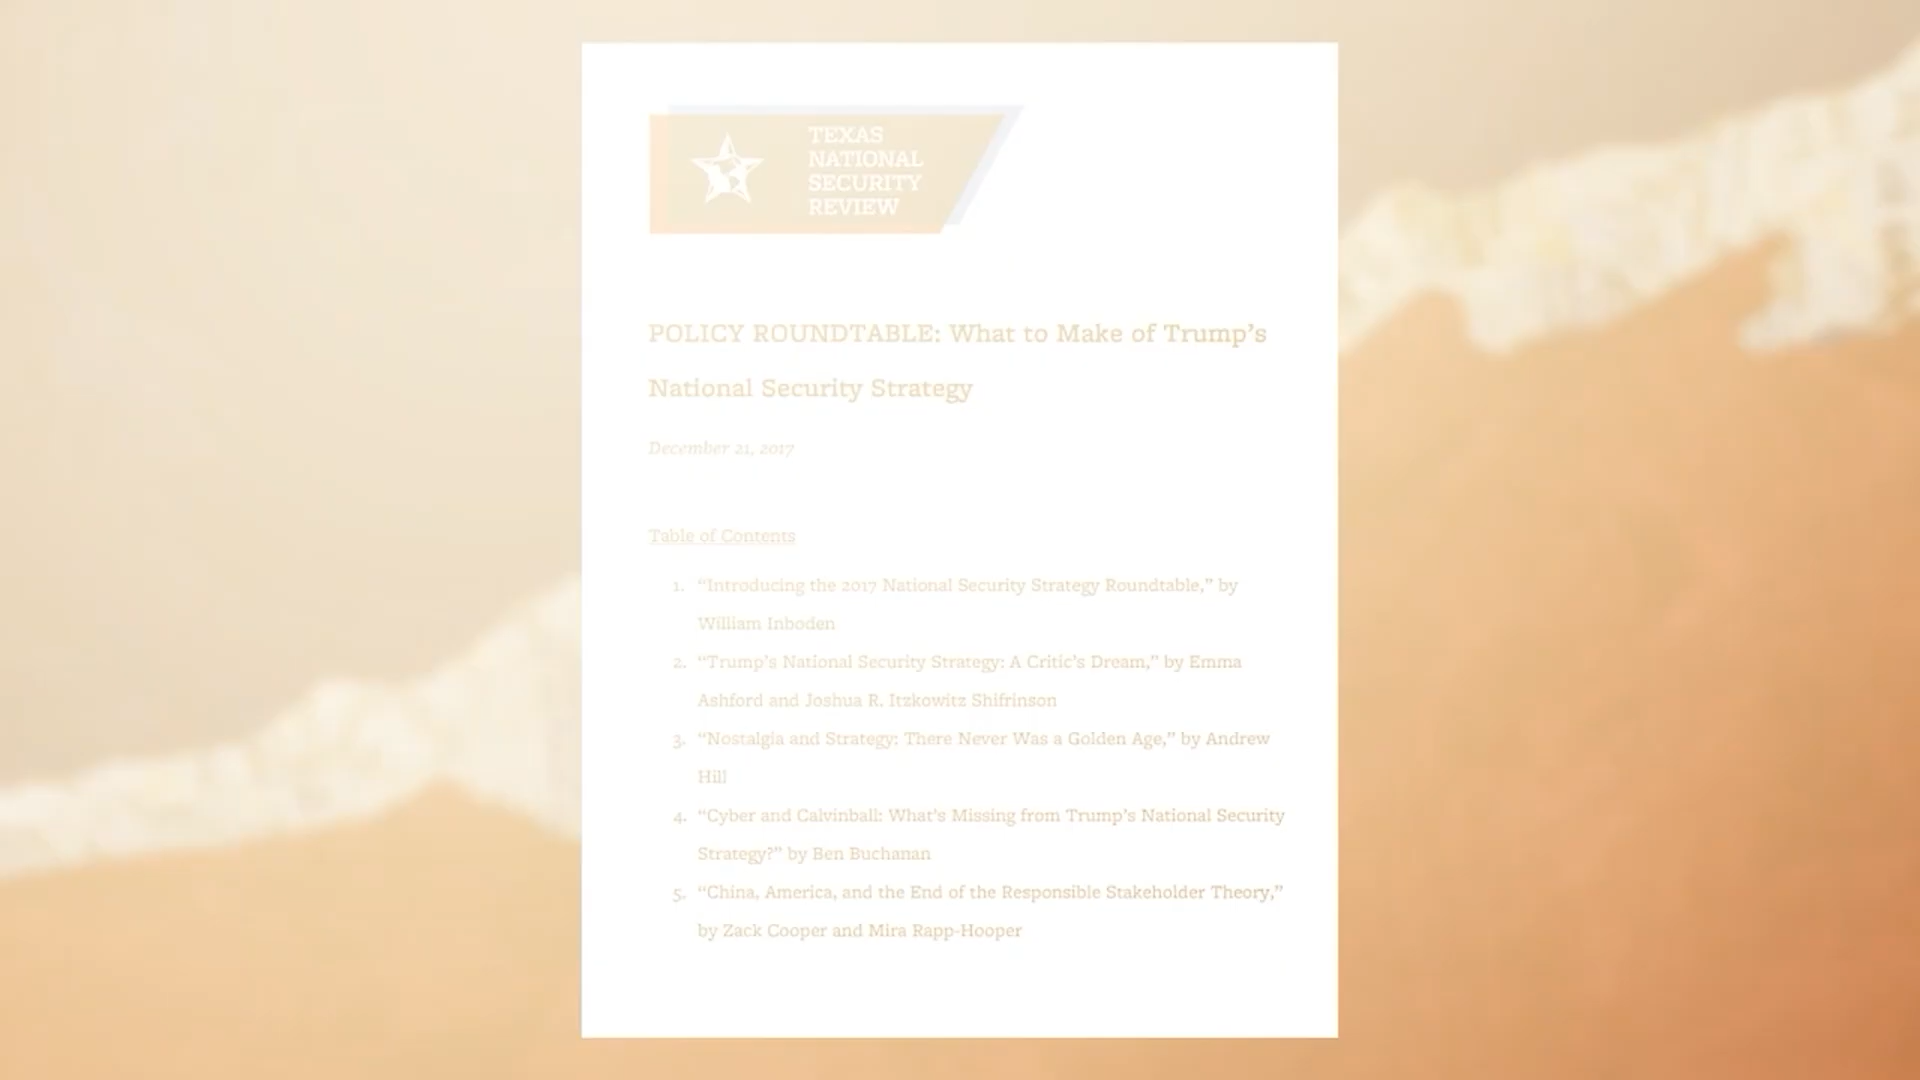 TEXAS
NATIONAL
SECURITY
REVIEW
POLICY ROUNDTABLE: What to Make of Trump’s
National Security Strategy
December 21, 2017
Table of Contents
1. “Introducing the 2017 National Security Strategy Roundtable,” by
William Inboden
2. “Trump’s National Security Strategy: A Critic’s Dream,” by Emma
Ashford and Joshua R. Itzkowitz Shifrinson
3. “Nostalgia and Strategy: There Never Was a Golden Age,” by Andrew
Hill
4. “Cyber and Calvinball: What’s Missing from Trump’s National Security
Strategy?” by Ben Buchanan
5. “China, America, and the End of the Responsible Stakeholder Theory,”
by Zack Cooper and Mira Rapp-Hooper